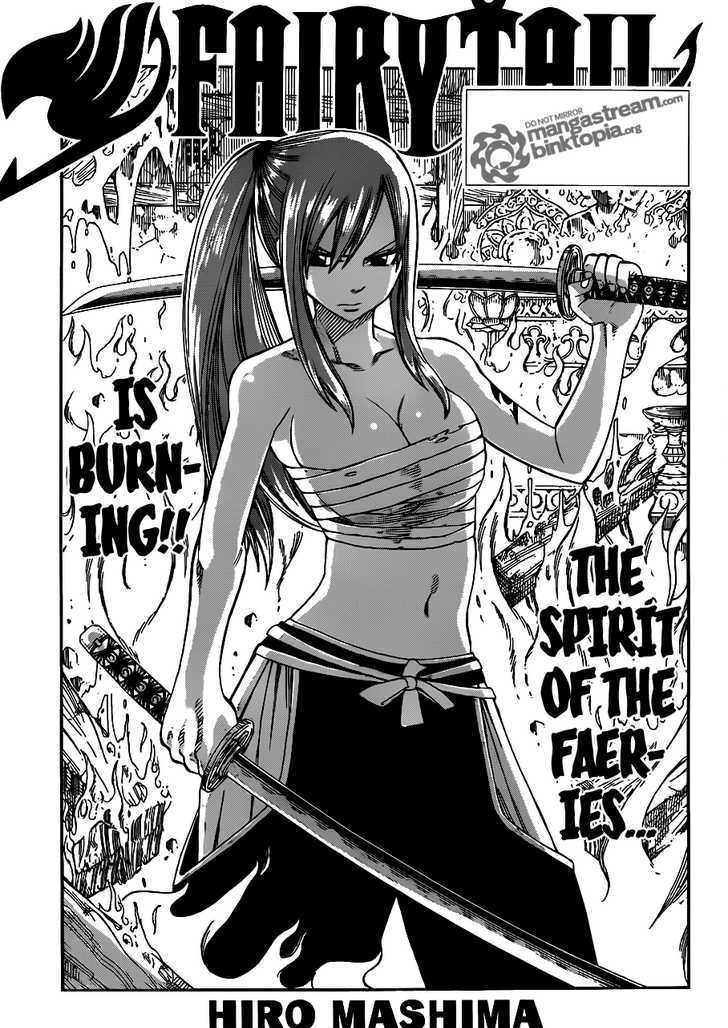 FAIRY TAIL
DO NOT MIRROR
mangastream.com
binktopia.org
THE
SPIRIT
OF THE
FAER-
IES...
IS
BURN-
ING!!
HIRO MASHIMA